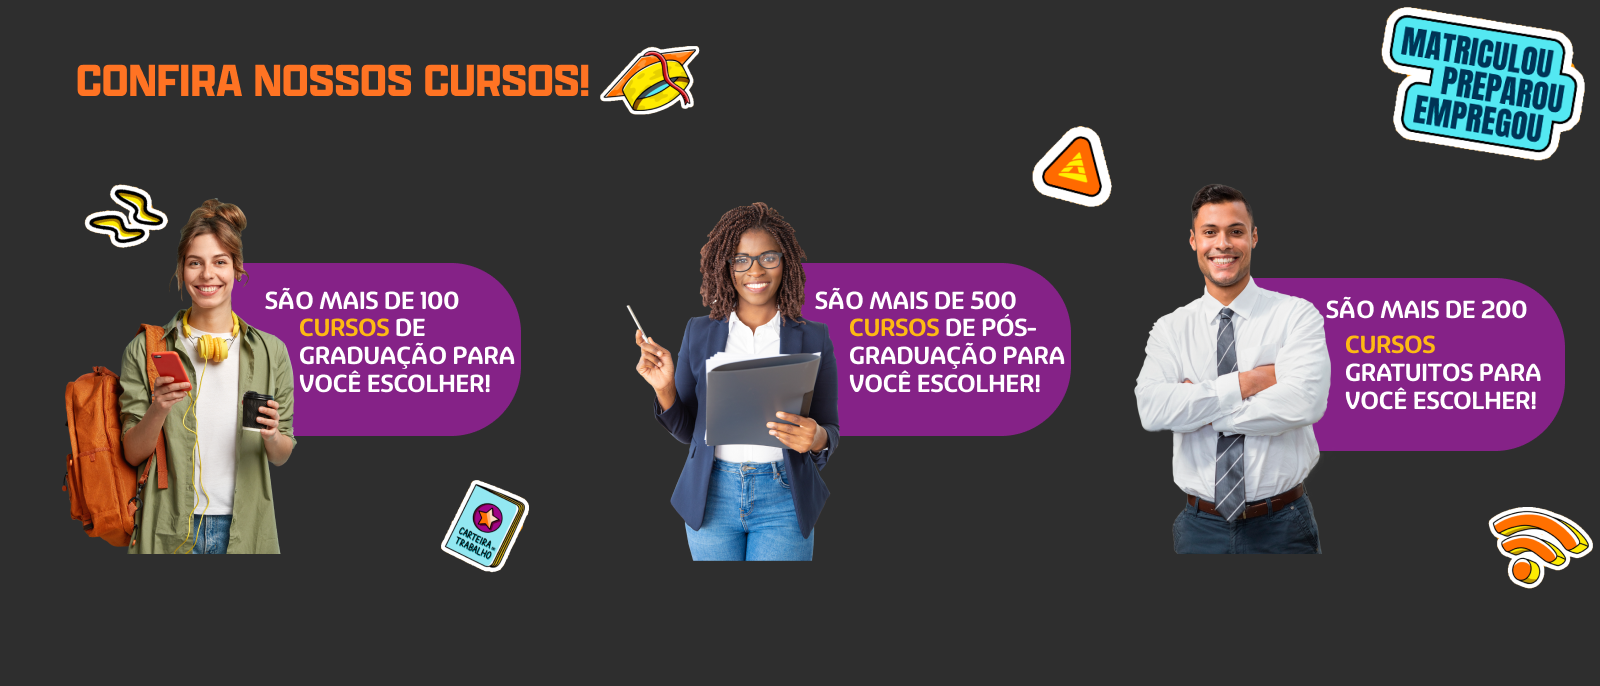 CONFIRA NOSSOS CURSOS!
MATRICULOU
PREPAROU
EMPREGOU
SÃO MAIS DE 100
CURSOS DE
GRADUAÇÃO PARA
VOCÊ ESCOLHER!
SÃO MAIS DE 500
CURSOS DE PÓS-
GRADUAÇÃO PARA
VOCÊ ESCOLHER!
SÃO MAIS DE 200
CURSOS
GRATUITOS PARA
VOCÊ ESCOLHER!
CARTEIRA DE
TRABALHO